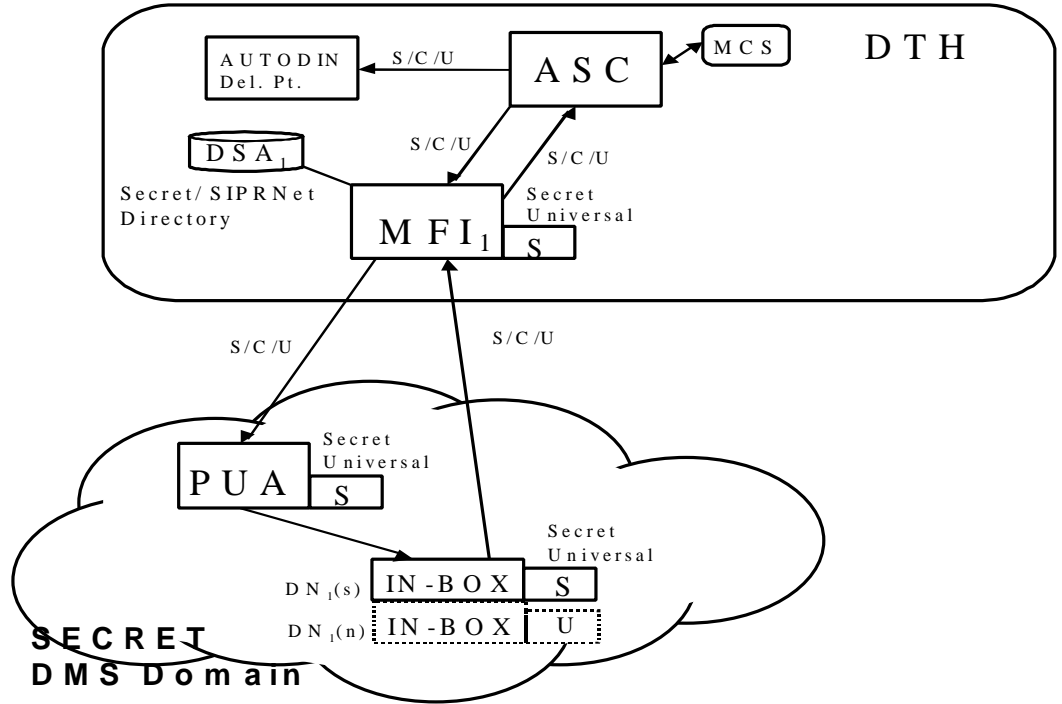 DTH
MCS
ASC
AUTODIN
Del. Pt.
S/C/U
S/C/U
S/C/U
DSA1
Secret/SIPRNet
Directory
Secret
Universal
MFI1
S
S/C/U
S/C/U
Secret
Universal
PUA
S
Secret
Universal
DN1(s)
IN-BOX
S
DN1(n)
IN-BOX
U
SECRET
DMS Domain